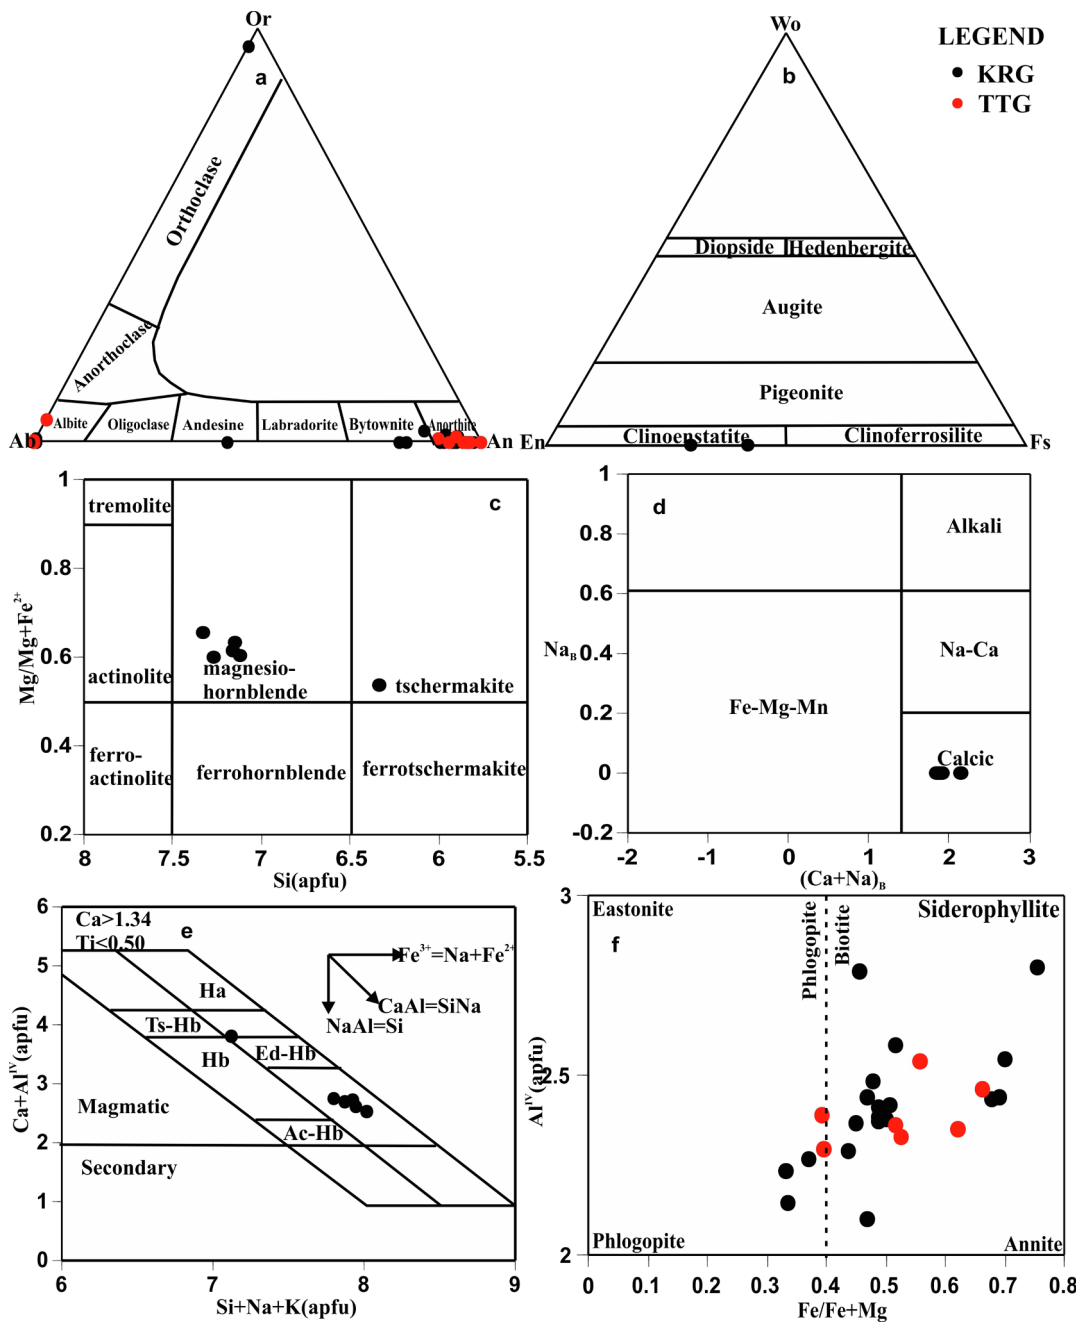 Or
a
Orthoclase
Anorthoclase
Albite
Oligoclase
Andesine
Labradorite
Bytownite
Anorthite
Ab
An
Wo
b
Diopside
Hedenbergite
Augite
Pigeonite
Clinoenstatite
Clinoferrosilite
En
Fs
LEGEND
KRG
TTG
c
1
0.8
0.6
0.4
0.2
Mg/Mg+Fe²⁺
tremolite
actinolite
magnesio-
hornblende
tschermakite
ferro-
actinolite
ferrohornblende
ferrotschermakite
8
7.5
7
6.5
6
5.5
Si(apfu)
d
1
0.8
0.6
0.4
0.2
0
-0.2
Na_B
Alkali
Na-Ca
Fe-Mg-Mn
Calcic
-2
-1
0
1
2
3
(Ca+Na)_B
e
6
5
4
3
2
1
0
Ca+Al^IV(apfu)
Ca>1.34
Ti<0.50
Fe³⁺=Na+Fe²⁺
CaAl=SiNa
NaAl=Si
Ha
Ts-Hb
Hb
Ed-Hb
Ac-Hb
Magmatic
Secondary
6
7
8
9
Si+Na+K(apfu)
f
3
2.5
2
Al^IV(apfu)
Eastonite
Phlogopite
Biotite
Siderophyllite
Phlogopite
Annite
0
0.1
0.2
0.3
0.4
0.5
0.6
0.7
0.8
Fe/Fe+Mg